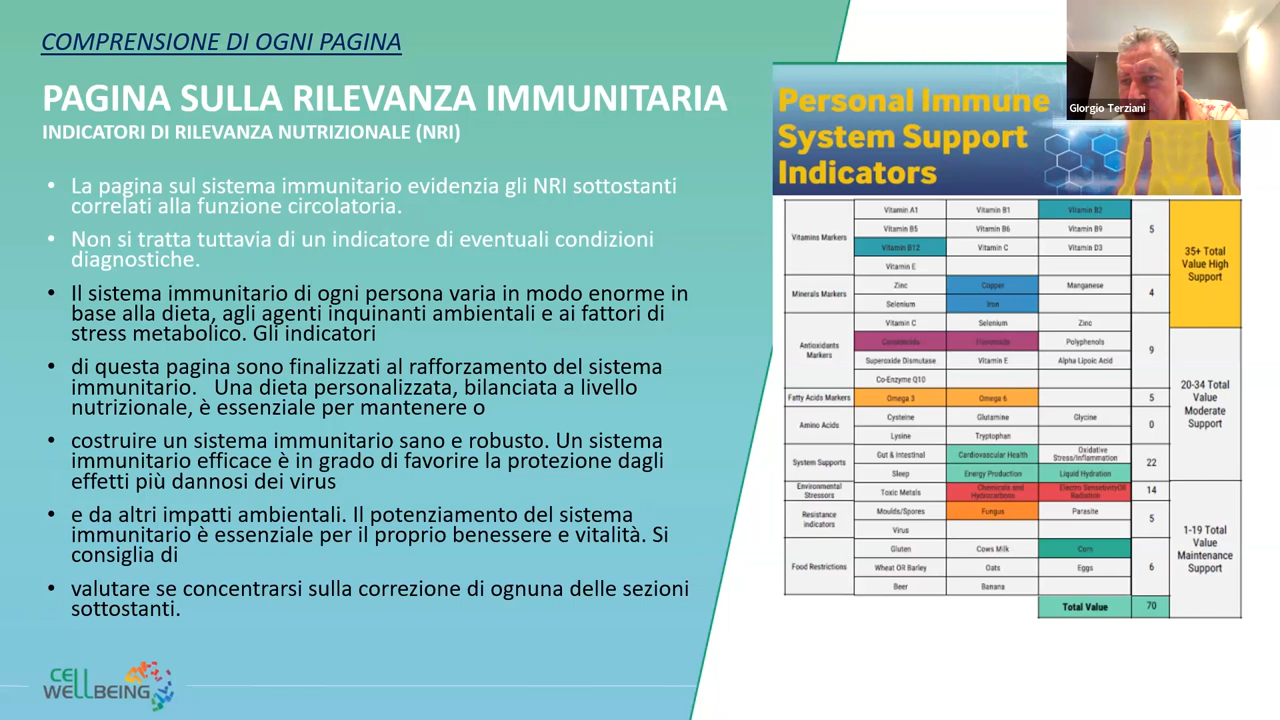 COMPRENSIONE DI OGNI PAGINA
PAGINA SULLA RILEVANZA IMMUNITARIA
INDICATORI DI RILEVANZA NUTRIZIONALE (NRI)
• La pagina sul sistema immunitario evidenzia gli NRI sottostanti
correlati alla funzione circolatoria.
• Non si tratta tuttavia di un indicatore di eventuali condizioni
diagnostiche.
• Il sistema immunitario di ogni persona varia in modo enorme in
base alla dieta, agli agenti inquinanti ambientali e ai fattori di
stress metabolico. Gli indicatori
• di questa pagina sono finalizzati al rafforzamento del sistema
immunitario. Una dieta personalizzata, bilanciata a livello
nutrizionale, è essenziale per mantenere o
• costruire un sistema immunitario sano e robusto. Un sistema
immunitario efficace è in grado di favorire la protezione dagli
effetti più dannosi dei virus
• e da altri impatti ambientali. Il potenziamento del sistema
immunitario è essenziale per il proprio benessere e vitalità. Si
consiglia di
• valutare se concentrarsi sulla correzione di ognuna delle sezioni
sottostanti.
CELL
WELLBEING
GIorgio Terziani
Personal Immune
System Support
Indicators
Vitamins Markers
Vitamin A1 Vitamin B1 Vitamin B2
Vitamin B5 Vitamin B6 Vitamin B9
Vitamin B12 Vitamin C Vitamin D3
Vitamin E
5
Minerals Markers
Zinc Copper Manganese
Selenium Iron
4
Antioxidants
Markers
Vitamin C Selenium Zinc
Carotenoids Flavonoids Polyphenols
Superoxide Dismutase Vitamin E Alpha Lipoic Acid
Co-Enzyme Q10
9
Fatty Acids Markers Omega 3 Omega 6 5
Amino Acids
Cysteine Glutamine Glycine
Lysine Tryptophan
0
System Supports
Gut & Intestinal Cardiovascular Health Oxidative
Stress/Inflammation
Sleep Energy Production Liquid Hydration
22
Environmental
Stressors
Toxic Metals Chemicals and
Hydrocarbons
Electro Sensitivity/
Radiation
14
Resistance
indicators
Moulds/Spores Fungus Parasite
Virus
5
Food Restrictions
Gluten Cows Milk Corn
Wheat OR Barley Oats Eggs
Beer Banana
6
Total Value 70
35+ Total
Value High
Support
20-34 Total
Value
Moderate
Support
1-19 Total
Value
Maintenance
Support